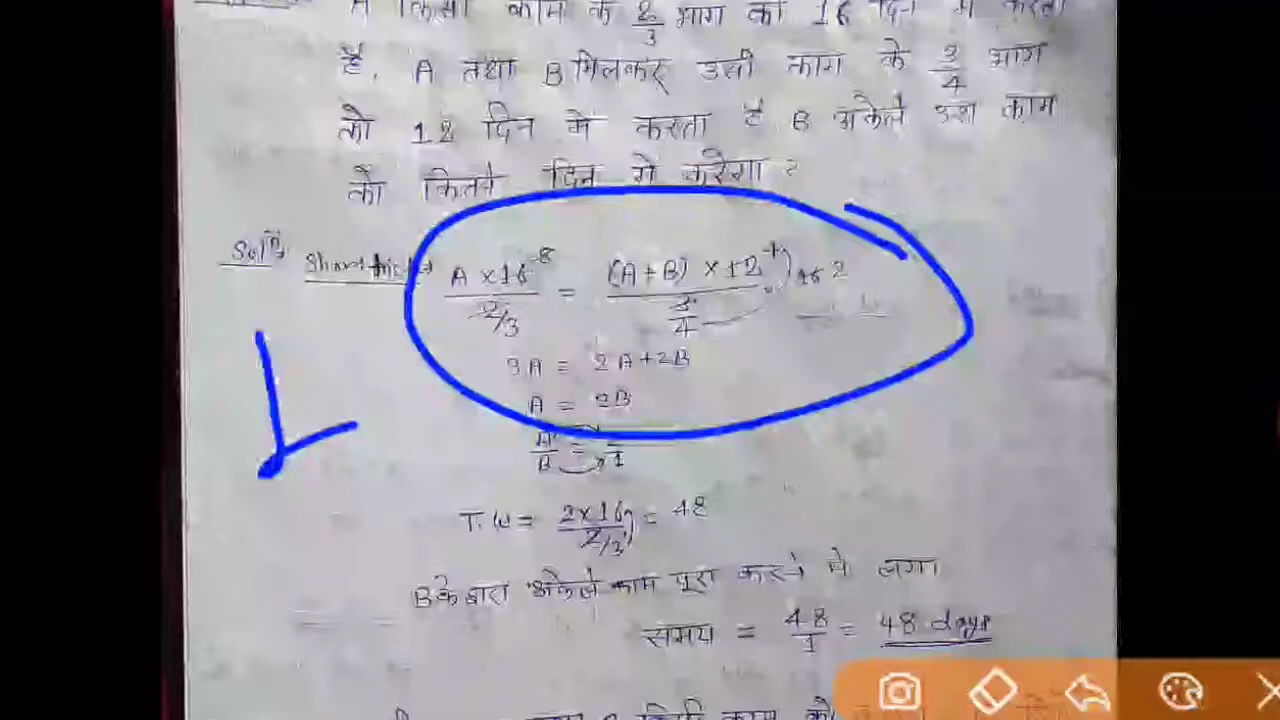 A किसी काम के 2/3 भाग को 16 दिन में करता
है. A तथा B मिलकर उसी काम के 3/4 भाग
को 12 दिन में करता है B अकेले उस काम
को कितने दिन में करेगा ?
Solⁿ Short trick
A×16 / 2/3 = (A+B) ×12 / 3/4
3A = 2A+2B
A = 2B
A/B = /1
T.W = 2×16 / 2/3 = 48
B के द्वारा अकेले काम पूरा करने मे लगा
समय = 48/1 = 48 days